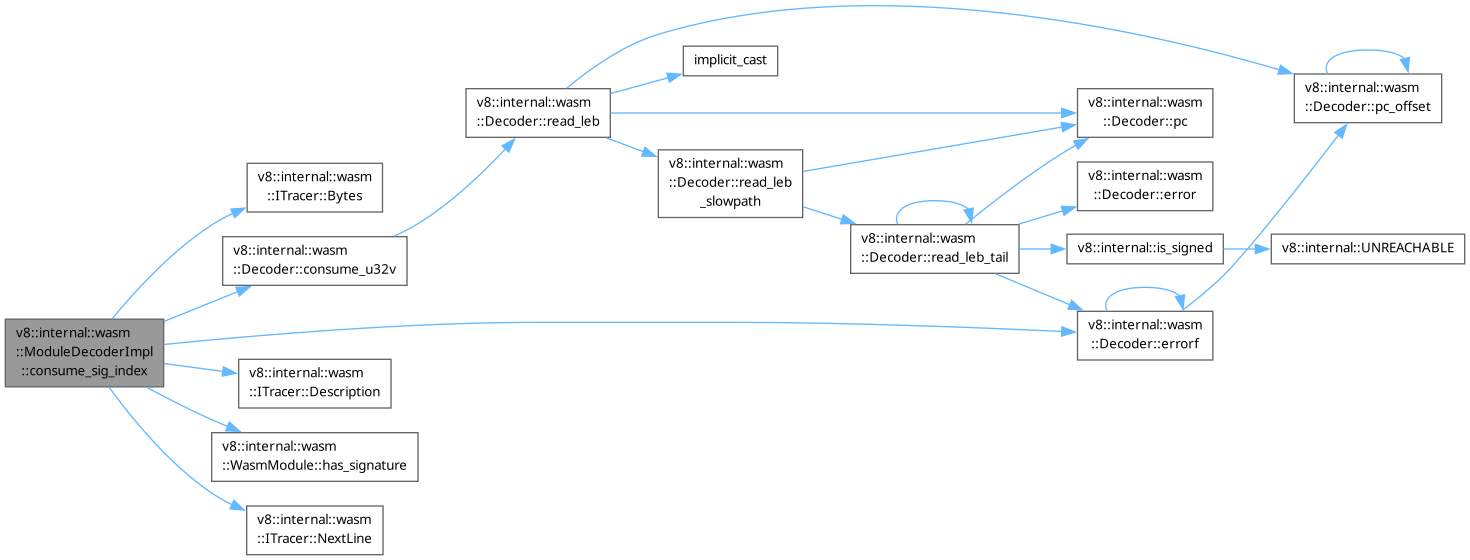 v8::internal::wasm
::ModuleDecoderImpl
::consume_sig_index
v8::internal::wasm
::ITracer::Bytes
v8::internal::wasm
::Decoder::consume_u32v
v8::internal::wasm
::ITracer::Description
v8::internal::wasm
::WasmModule::has_signature
v8::internal::wasm
::ITracer::NextLine
v8::internal::wasm
::Decoder::read_leb
implicit_cast
v8::internal::wasm
::Decoder::read_leb
_slowpath
v8::internal::wasm
::Decoder::read_leb_tail
v8::internal::wasm
::Decoder::pc
v8::internal::wasm
::Decoder::error
v8::internal::is_signed
v8::internal::wasm
::Decoder::errorf
v8::internal::wasm
::Decoder::pc_offset
v8::internal::UNREACHABLE